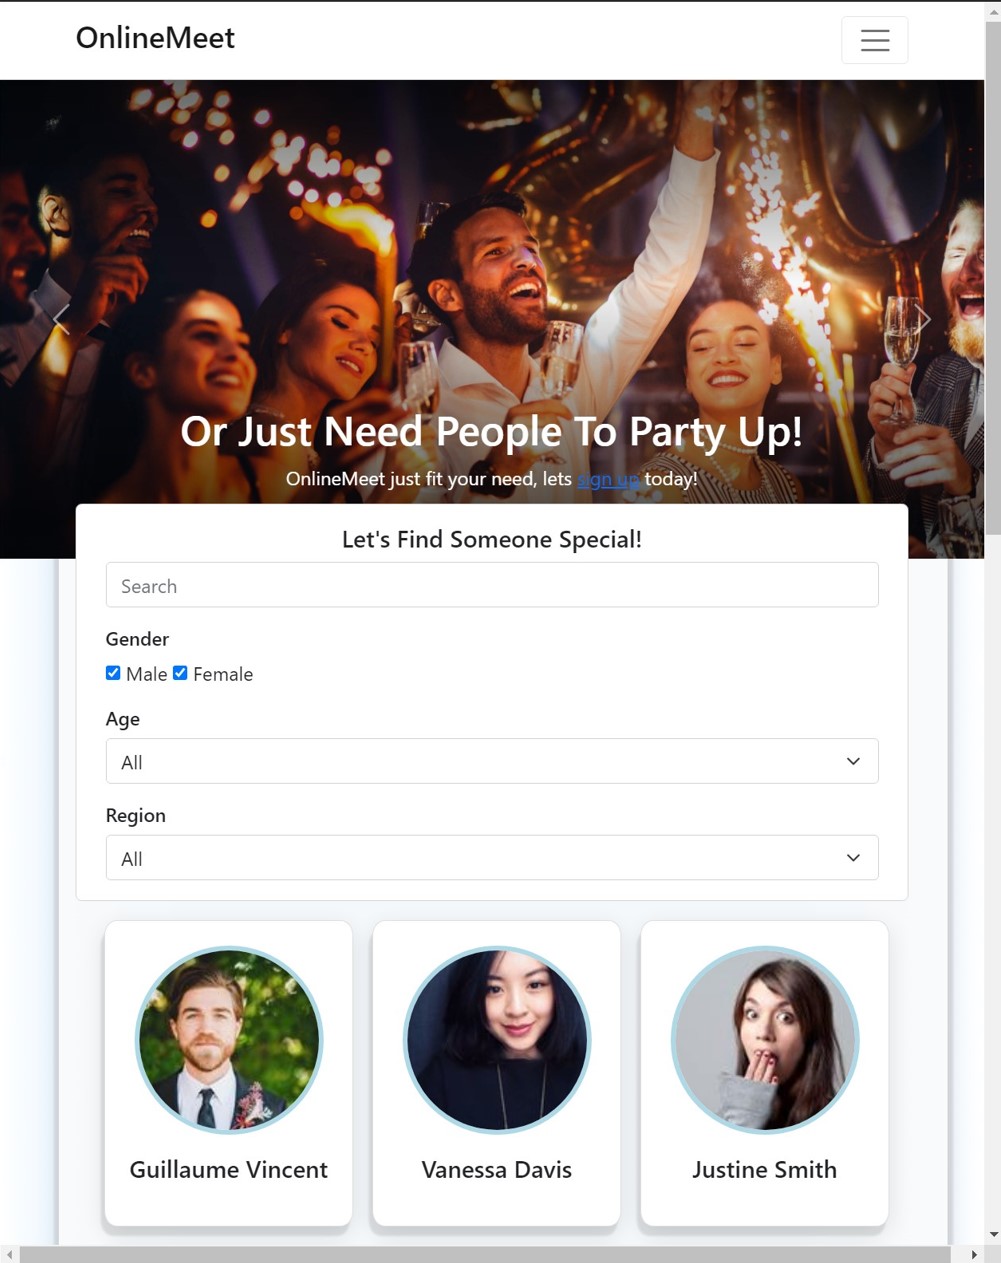 OnlineMeet
Or Just Need People To Party Up!
OnlineMeet just fit your need, lets sign up today!
Let's Find Someone Special!
Search
Gender
Male Female
Age
All
Region
All
Guillaume Vincent Vanessa Davis Justine Smith